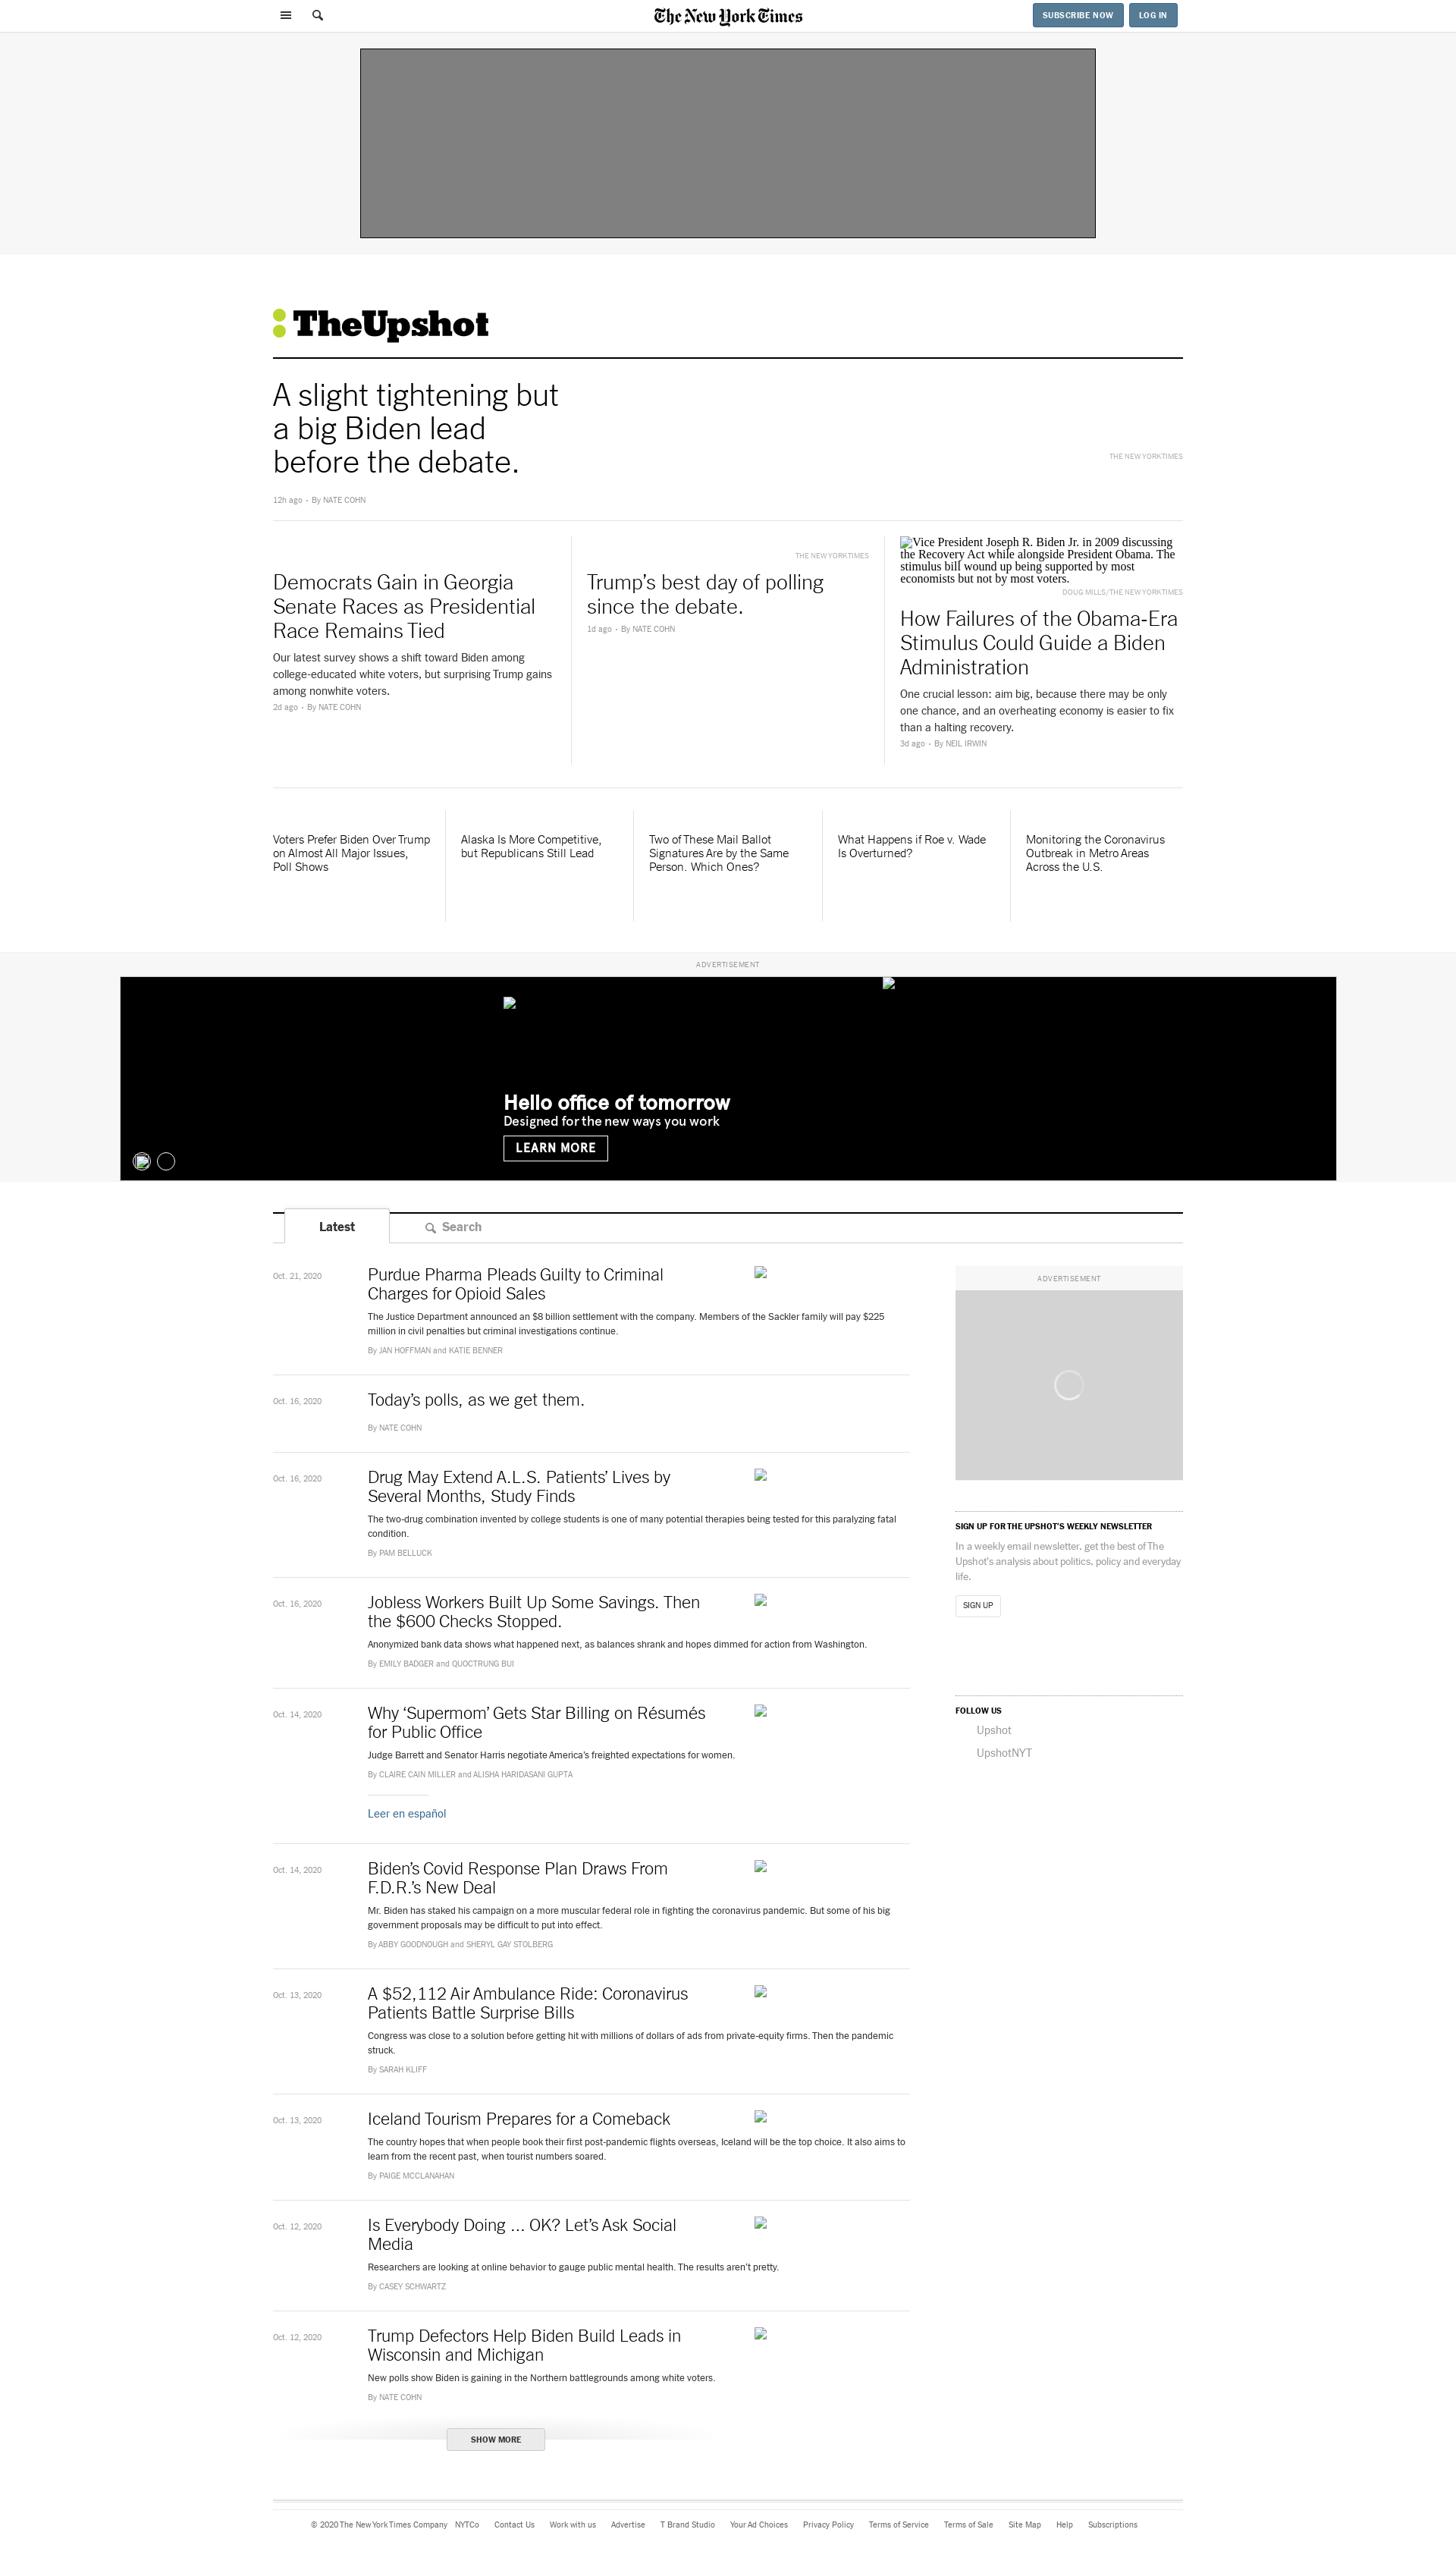 The New York Times
SUBSCRIBE NOW
LOG IN
TheUpshot
A slight tightening but
a big Biden lead
before the debate.
THE NEW YORK TIMES
12h ago · By NATE COHN
Democrats Gain in Georgia
Senate Races as Presidential
Race Remains Tied
Our latest survey shows a shift toward Biden among
college-educated white voters, but surprising Trump gains
among nonwhite voters.
2d ago · By NATE COHN
THE NEW YORK TIMES
Trump’s best day of polling
since the debate.
1d ago · By NATE COHN
Vice President Joseph R. Biden Jr. in 2009 discussing
the Recovery Act while alongside President Obama. The
stimulus bill wound up being supported by most
economists but not by most voters.
DOUG MILLS/THE NEW YORK TIMES
How Failures of the Obama-Era
Stimulus Could Guide a Biden
Administration
One crucial lesson: aim big, because there may be only
one chance, and an overheating economy is easier to fix
than a halting recovery.
3d ago · By NEIL IRWIN
Voters Prefer Biden Over Trump
on Almost All Major Issues,
Poll Shows
Alaska Is More Competitive,
but Republicans Still Lead
Two of These Mail Ballot
Signatures Are by the Same
Person. Which Ones?
What Happens if Roe v. Wade
Is Overturned?
Monitoring the Coronavirus
Outbreak in Metro Areas
Across the U.S.
ADVERTISEMENT
Hello office of tomorrow
Designed for the new ways you work
LEARN MORE
Latest
Search
Oct. 21, 2020
Purdue Pharma Pleads Guilty to Criminal
Charges for Opioid Sales
The Justice Department announced an $8 billion settlement with the company. Members of the Sackler family will pay $225
million in civil penalties but criminal investigations continue.
By JAN HOFFMAN and KATIE BENNER
Oct. 16, 2020
Today’s polls, as we get them.
By NATE COHN
Oct. 16, 2020
Drug May Extend A.L.S. Patients’ Lives by
Several Months, Study Finds
The two-drug combination invented by college students is one of many potential therapies being tested for this paralyzing fatal
condition.
By PAM BELLUCK
Oct. 16, 2020
Jobless Workers Built Up Some Savings. Then
the $600 Checks Stopped.
Anonymized bank data shows what happened next, as balances shrank and hopes dimmed for action from Washington.
By EMILY BADGER and QUOCTRUNG BUI
Oct. 14, 2020
Why ‘Supermom’ Gets Star Billing on Résumés
for Public Office
Judge Barrett and Senator Harris negotiate America’s freighted expectations for women.
By CLAIRE CAIN MILLER and ALISHA HARIDASANI GUPTA
Leer en español
Oct. 14, 2020
Biden’s Covid Response Plan Draws From
F.D.R.’s New Deal
Mr. Biden has staked his campaign on a more muscular federal role in fighting the coronavirus pandemic. But some of his big
government proposals may be difficult to put into effect.
By ABBY GOODNOUGH and SHERYL GAY STOLBERG
Oct. 13, 2020
A $52,112 Air Ambulance Ride: Coronavirus
Patients Battle Surprise Bills
Congress was close to a solution before getting hit with millions of dollars of ads from private-equity firms. Then the pandemic
struck.
By SARAH KLIFF
Oct. 13, 2020
Iceland Tourism Prepares for a Comeback
The country hopes that when people book their first post-pandemic flights overseas, Iceland will be the top choice. It also aims to
learn from the recent past, when tourist numbers soared.
By PAIGE MCCLANAHAN
Oct. 12, 2020
Is Everybody Doing ... OK? Let’s Ask Social
Media
Researchers are looking at online behavior to gauge public mental health. The results aren’t pretty.
By CASEY SCHWARTZ
Oct. 12, 2020
Trump Defectors Help Biden Build Leads in
Wisconsin and Michigan
New polls show Biden is gaining in the Northern battlegrounds among white voters.
By NATE COHN
SHOW MORE
ADVERTISEMENT
SIGN UP FOR THE UPSHOT’S WEEKLY NEWSLETTER
In a weekly email newsletter, get the best of The
Upshot’s analysis about politics, policy and everyday
life.
SIGN UP
FOLLOW US
Upshot
UpshotNYT
© 2020 The New York Times Company NYTCo Contact Us Work with us Advertise T Brand Studio Your Ad Choices Privacy Policy Terms of Service Terms of Sale Site Map Help Subscriptions